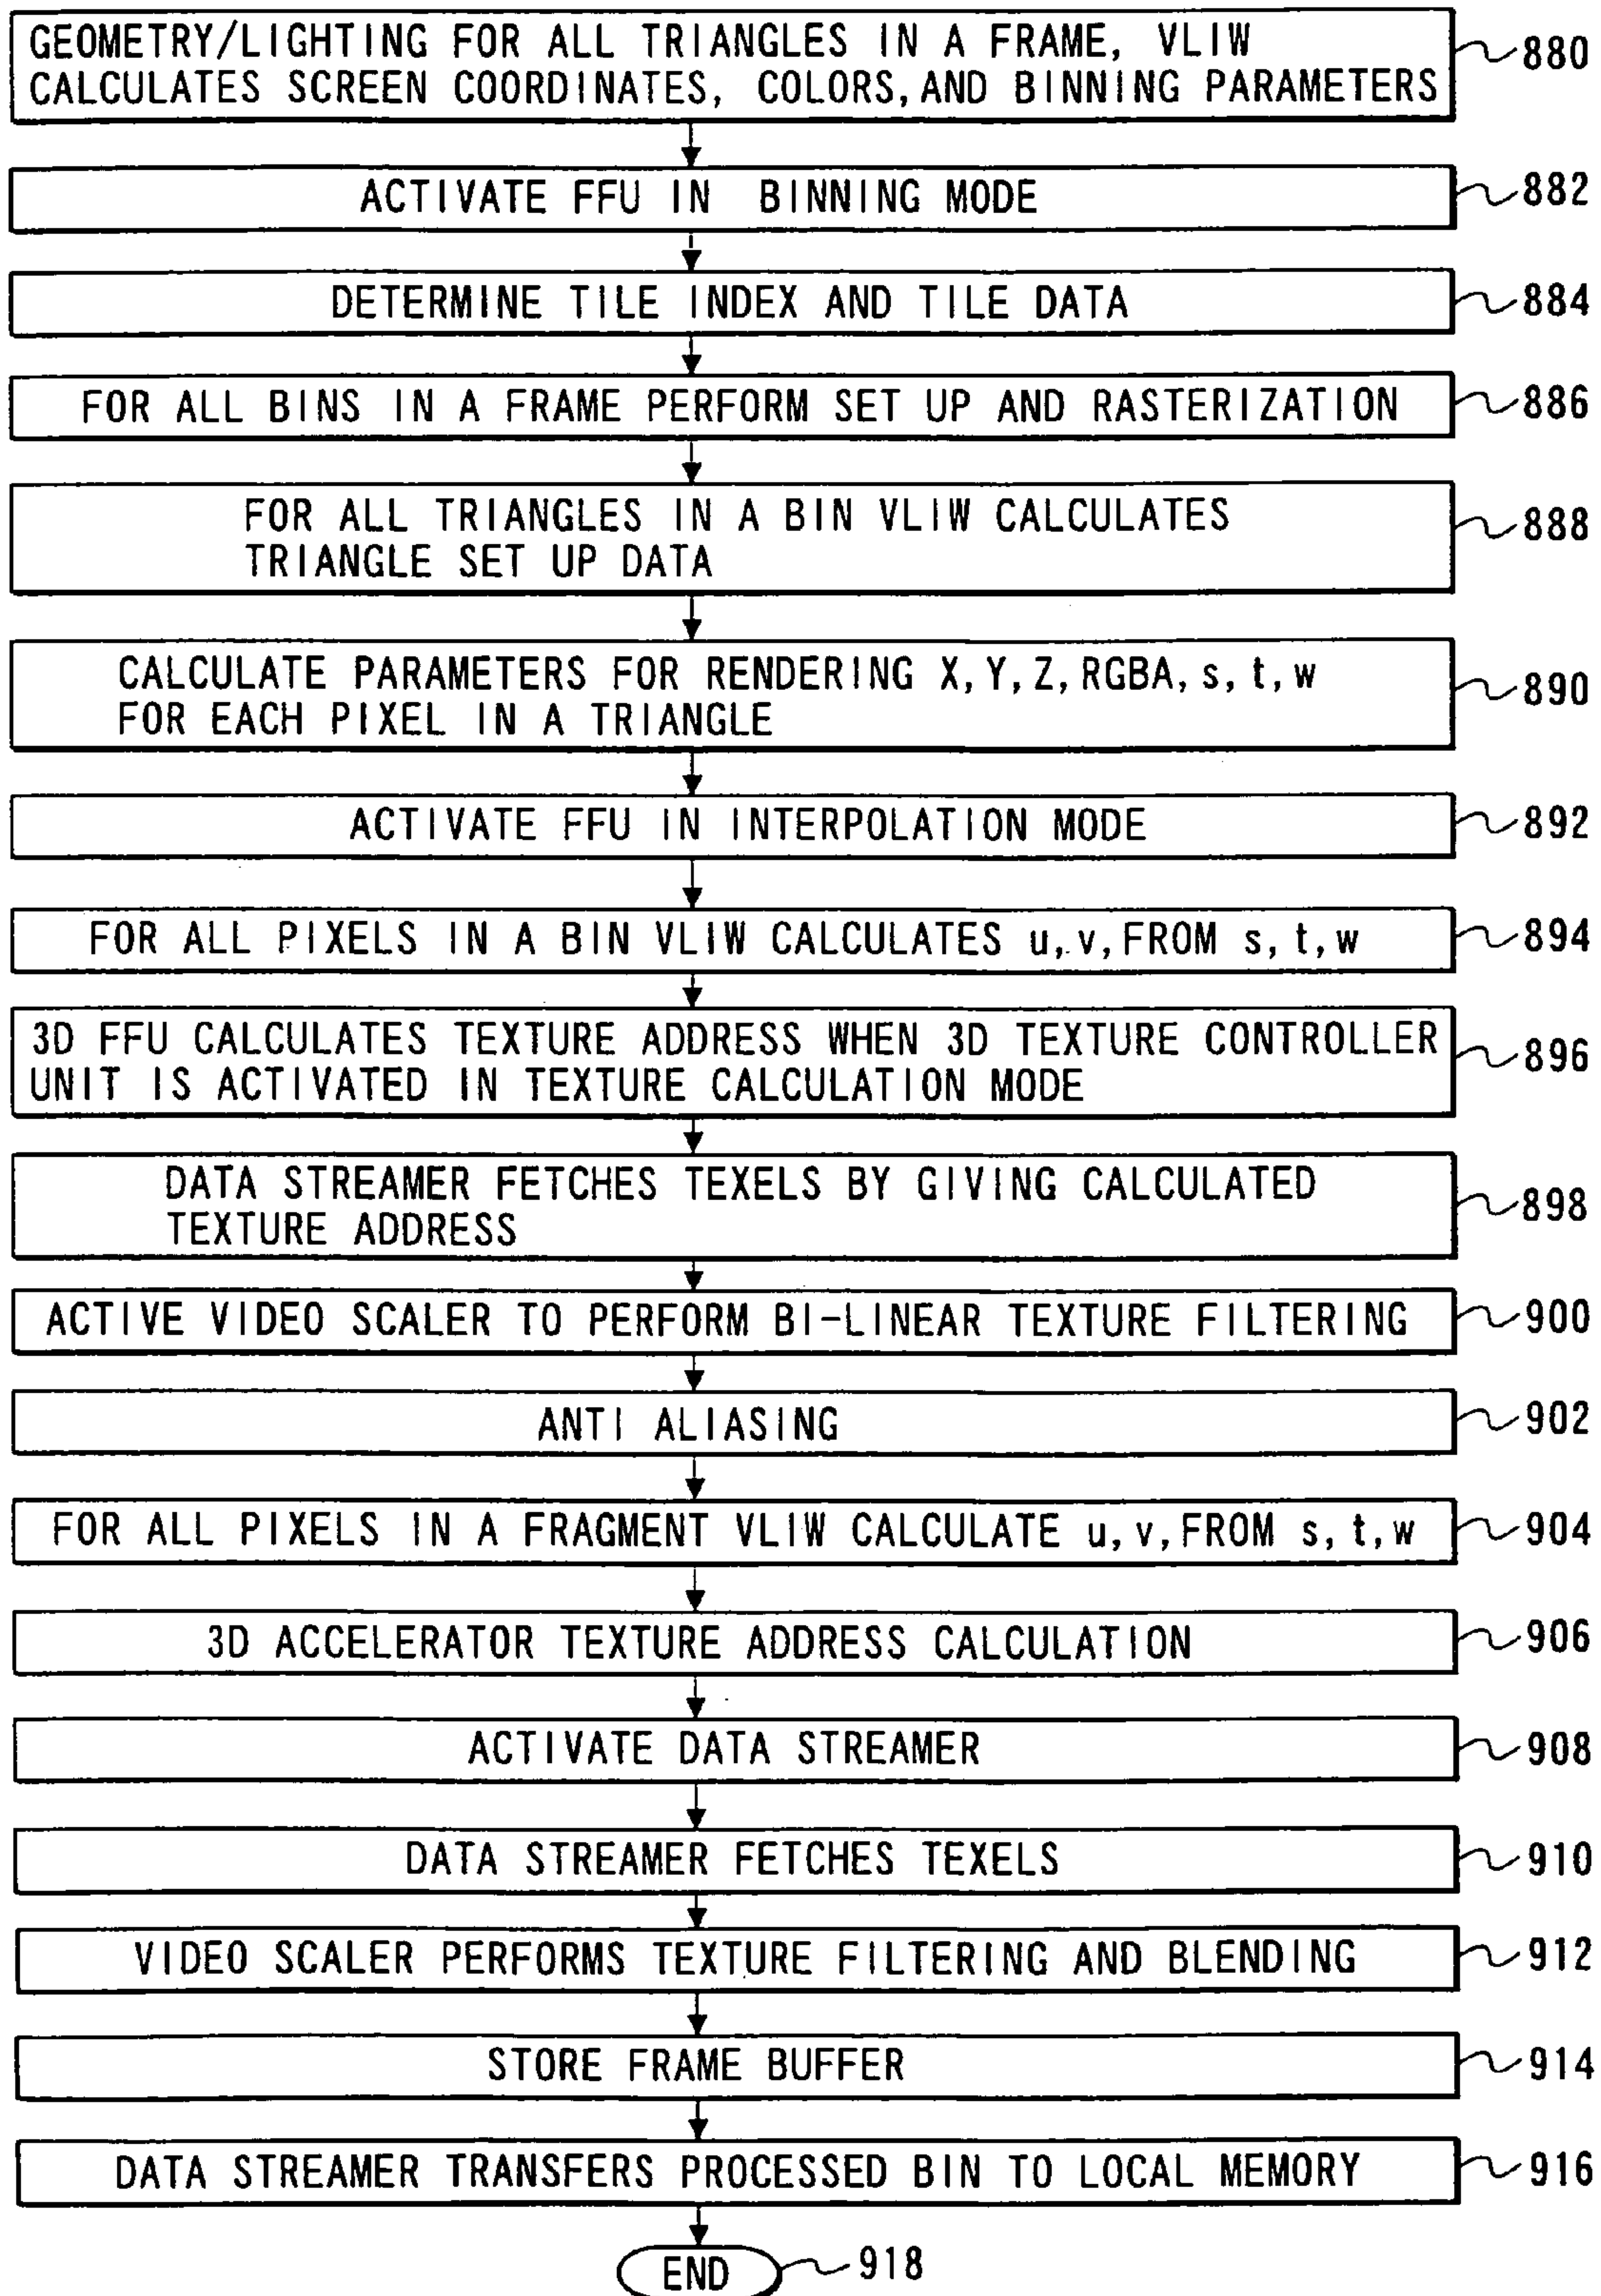 GEOMETRY/LIGHTING FOR ALL TRIANGLES IN A FRAME, VLIW
CALCULATES SCREEN COORDINATES, COLORS, AND BINNING PARAMETERS
880
ACTIVATE FFU IN BINNING MODE
882
DETERMINE TILE INDEX AND TILE DATA
884
FOR ALL BINS IN A FRAME PERFORM SET UP AND RASTERIZATION
886
FOR ALL TRIANGLES IN A BIN VLIW CALCULATES
TRIANGLE SET UP DATA
888
CALCULATE PARAMETERS FOR RENDERING X, Y, Z, RGBA, s, t, w
FOR EACH PIXEL IN A TRIANGLE
890
ACTIVATE FFU IN INTERPOLATION MODE
892
FOR ALL PIXELS IN A BIN VLIW CALCULATES u, v, FROM s, t, w
894
3D FFU CALCULATES TEXTURE ADDRESS WHEN 3D TEXTURE CONTROLLER
UNIT IS ACTIVATED IN TEXTURE CALCULATION MODE
896
DATA STREAMER FETCHES TEXELS BY GIVING CALCULATED
TEXTURE ADDRESS
898
ACTIVE VIDEO SCALER TO PERFORM BI-LINEAR TEXTURE FILTERING
900
ANTI ALIASING
902
FOR ALL PIXELS IN A FRAGMENT VLIW CALCULATE u, v, FROM s, t, w
904
3D ACCELERATOR TEXTURE ADDRESS CALCULATION
906
ACTIVATE DATA STREAMER
908
DATA STREAMER FETCHES TEXELS
910
VIDEO SCALER PERFORMS TEXTURE FILTERING AND BLENDING
912
STORE FRAME BUFFER
914
DATA STREAMER TRANSFERS PROCESSED BIN TO LOCAL MEMORY
916
END
918